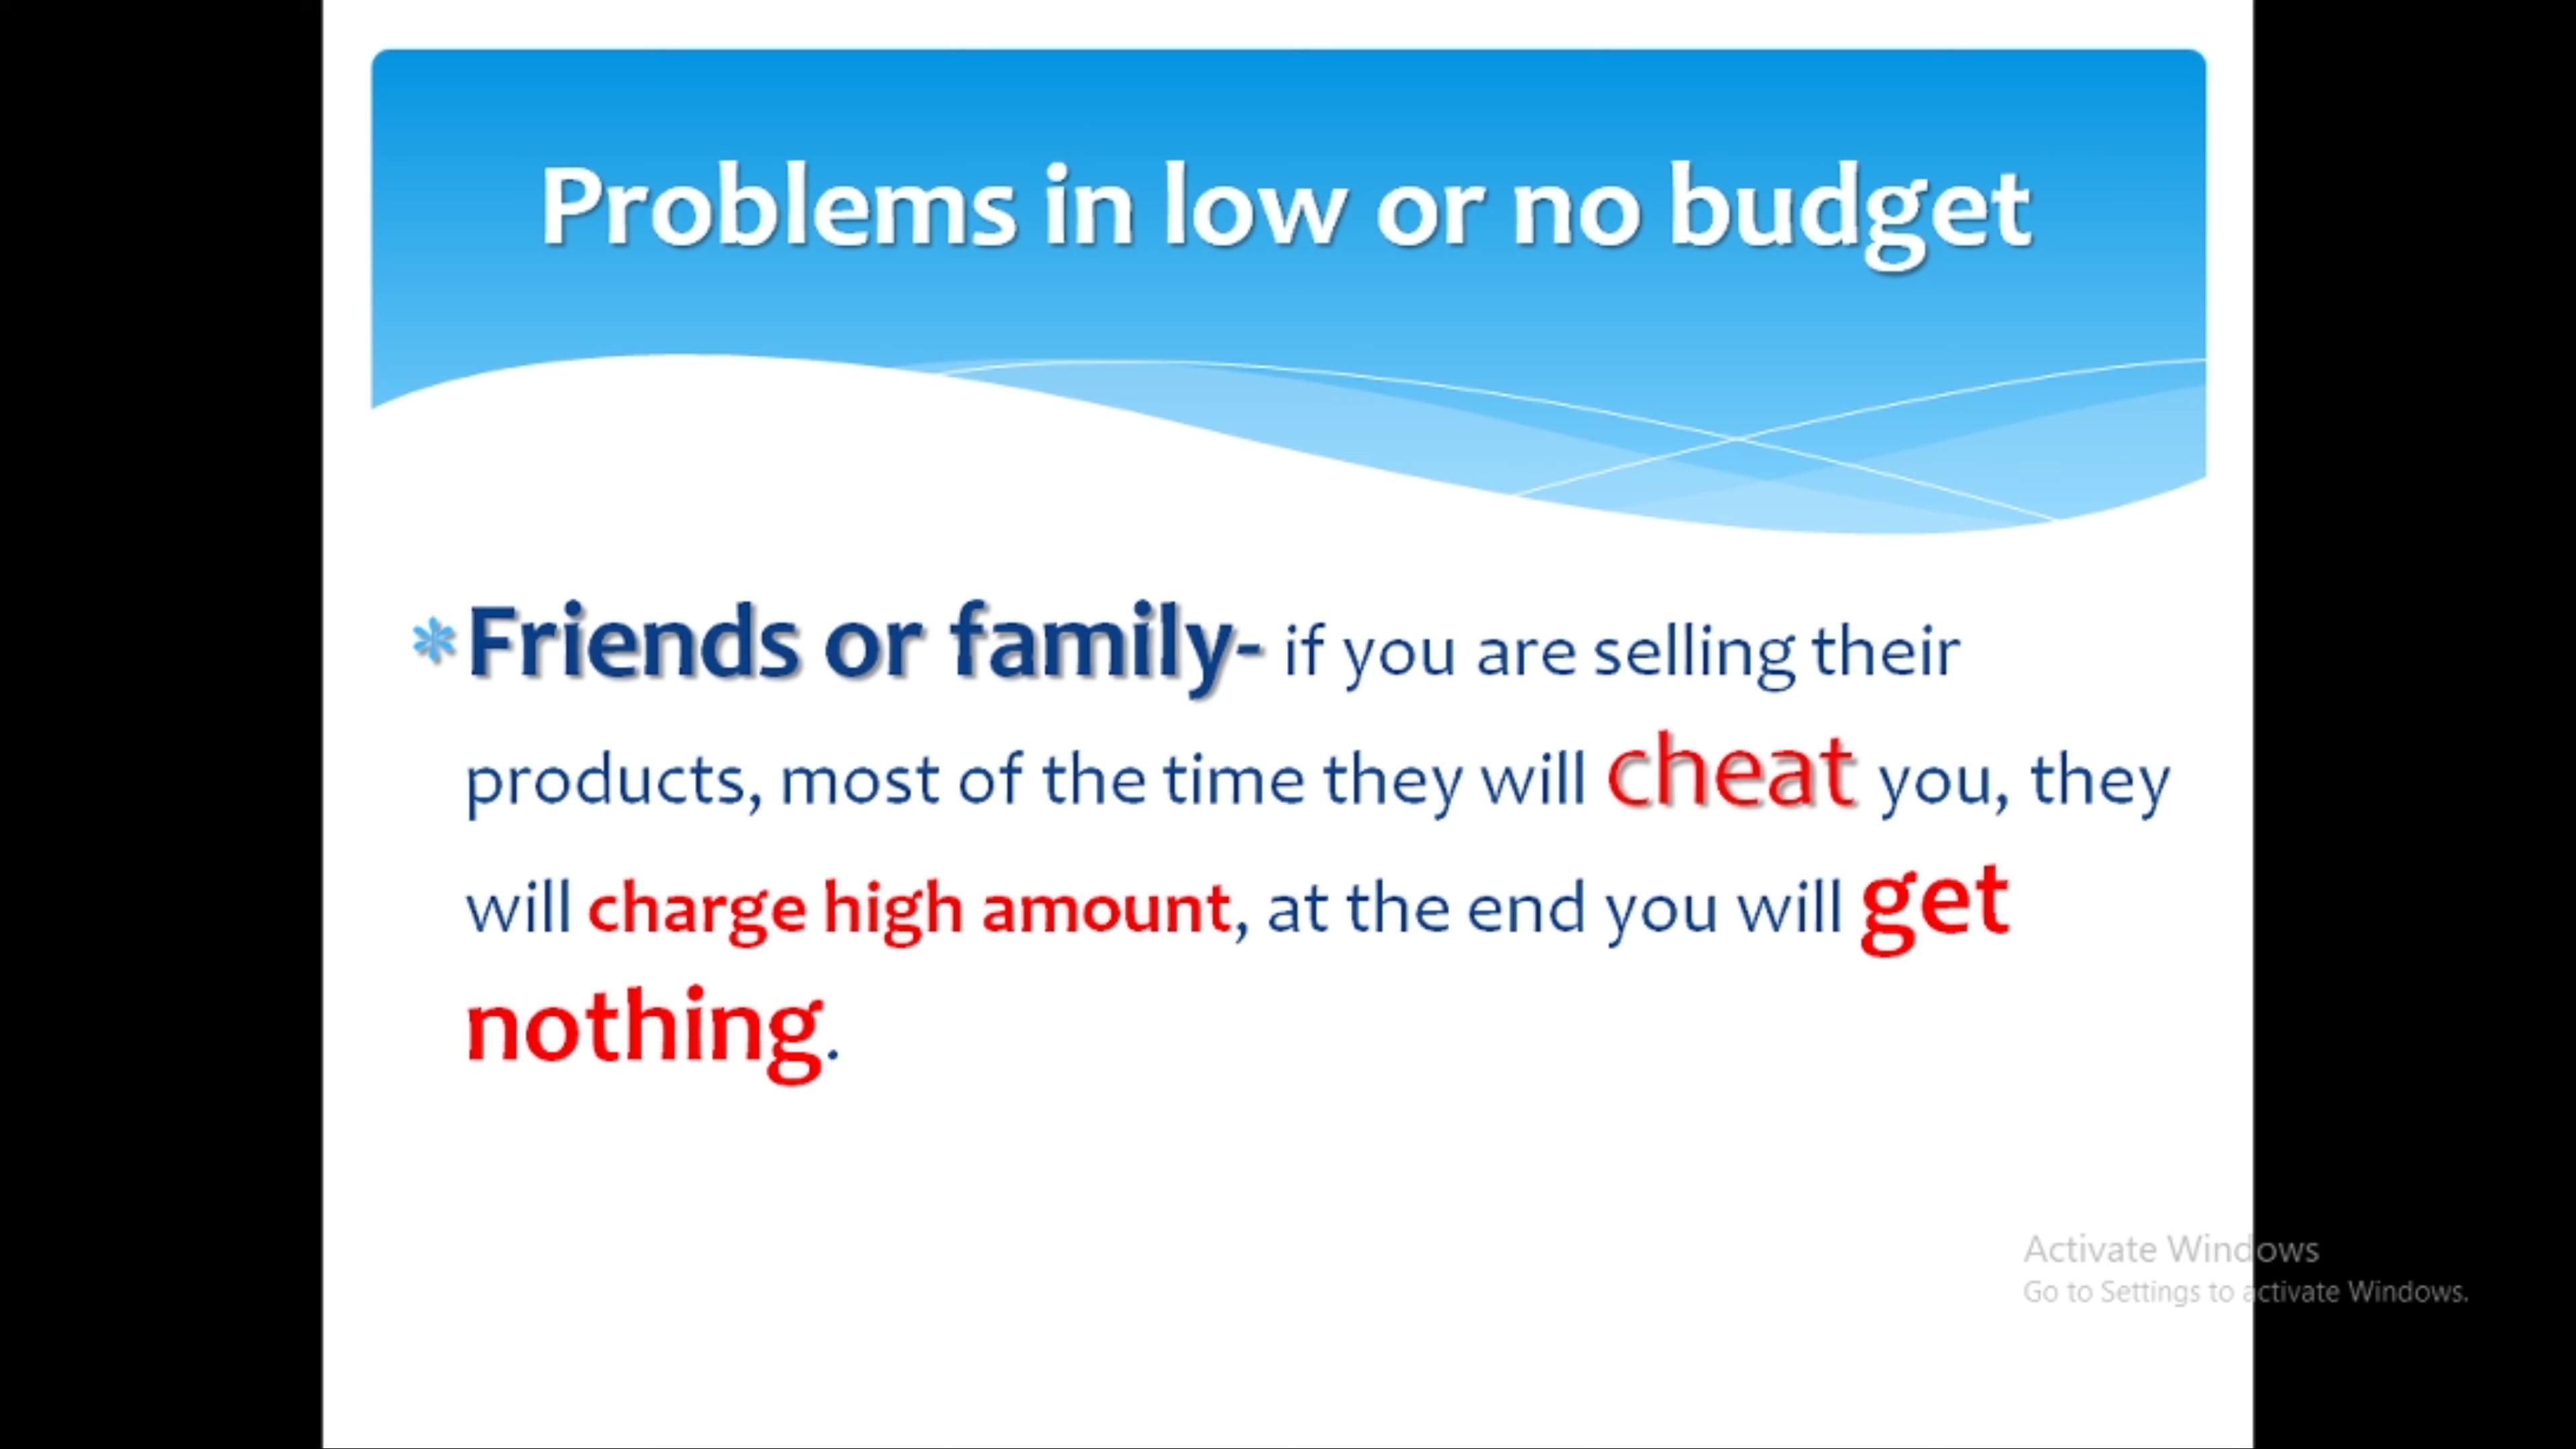 Problems in low or no budget
Friends or family- if you are selling their
products, most of the time they will cheat you, they
will charge high amount, at the end you will get
nothing.
Activate Windows
Go to Settings to activate Windows.